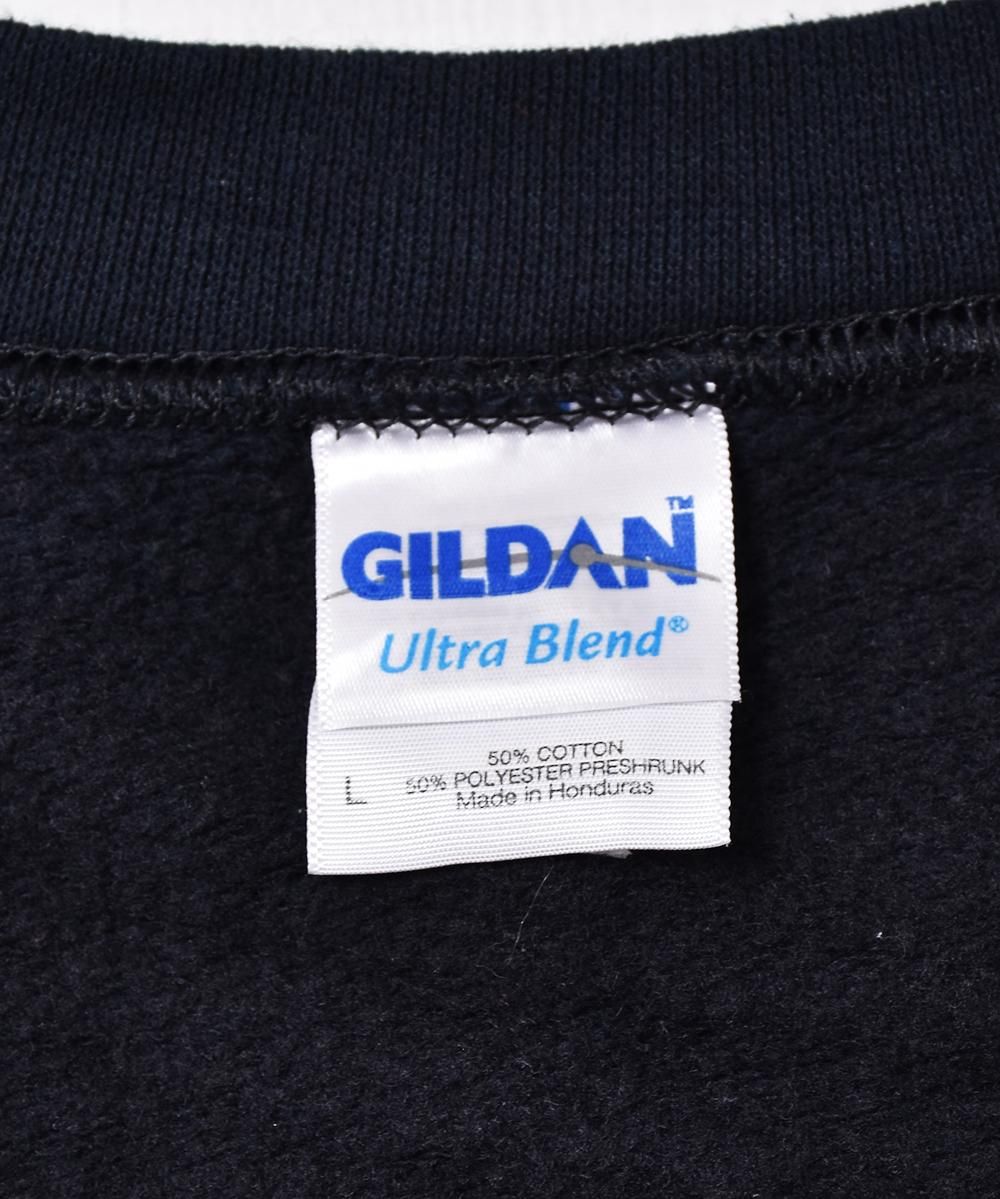 GILDAN™
Ultra Blend®
50% COTTON
L 50% POLYESTER PRESHRUNK
Made in Honduras